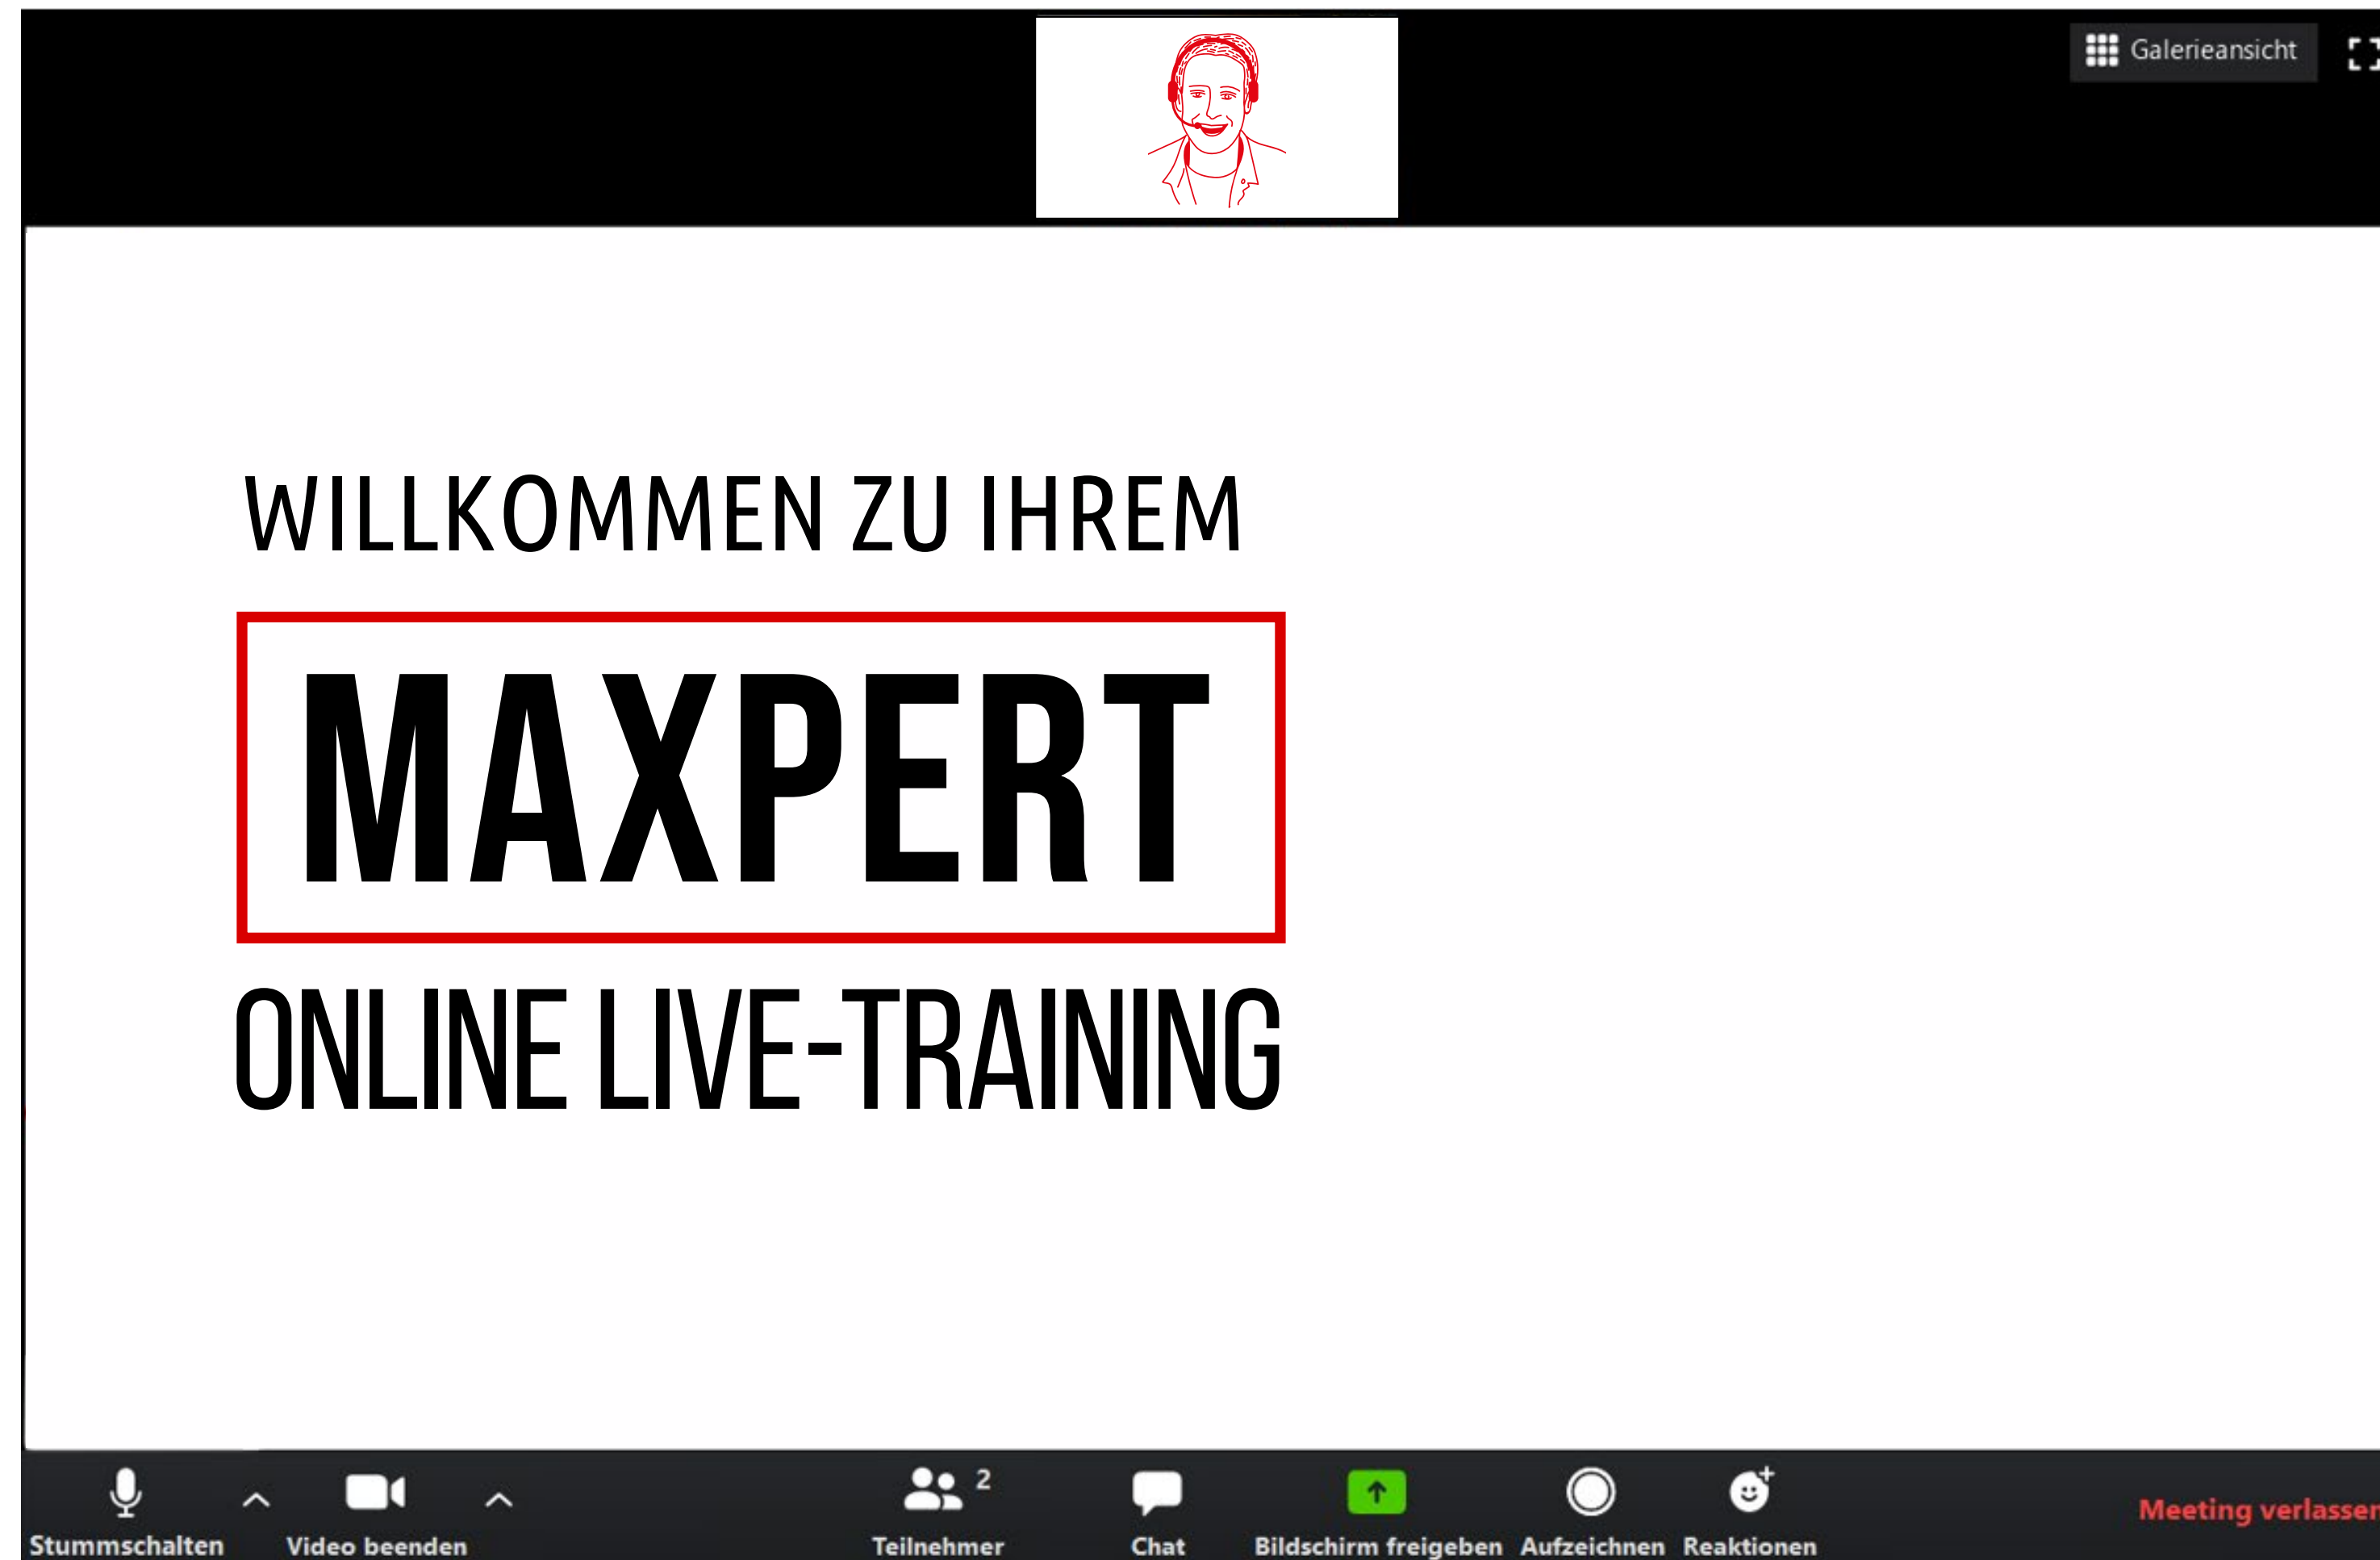 Galerieansicht
WILLKOMMEN ZU IHREM
MAXPERT
ONLINE LIVE-TRAINING
2
Stummschalten
Video beenden
Teilnehmer
Chat
Bildschirm freigeben
Aufzeichnen
Reaktionen
Meeting verlassen